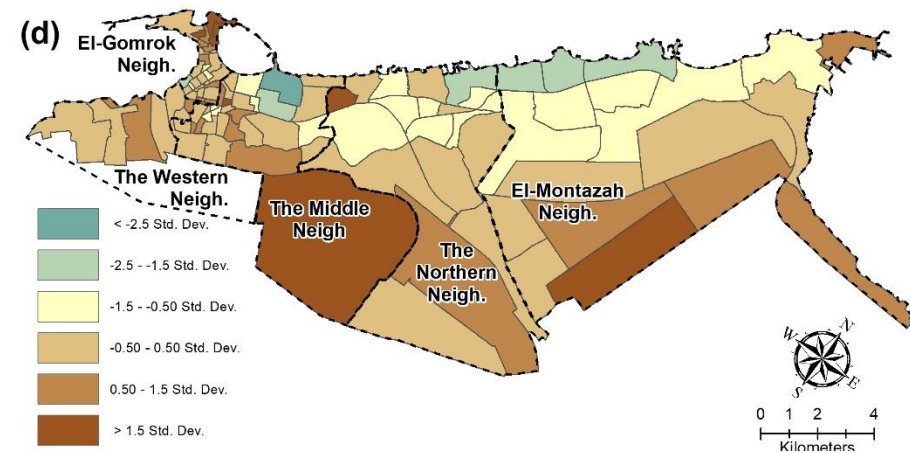 (d)
El-Gomrok
Neigh.
The Western
Neigh.
The Middle
Neigh
The
Northern
Neigh.
El-Montazah
Neigh.
< -2.5 Std. Dev.
-2.5 - -1.5 Std. Dev.
-1.5 - -0.50 Std. Dev.
-0.50 - 0.50 Std. Dev.
0.50 - 1.5 Std. Dev.
> 1.5 Std. Dev.
N
W
E
S
0 1 2 4
Kilometers